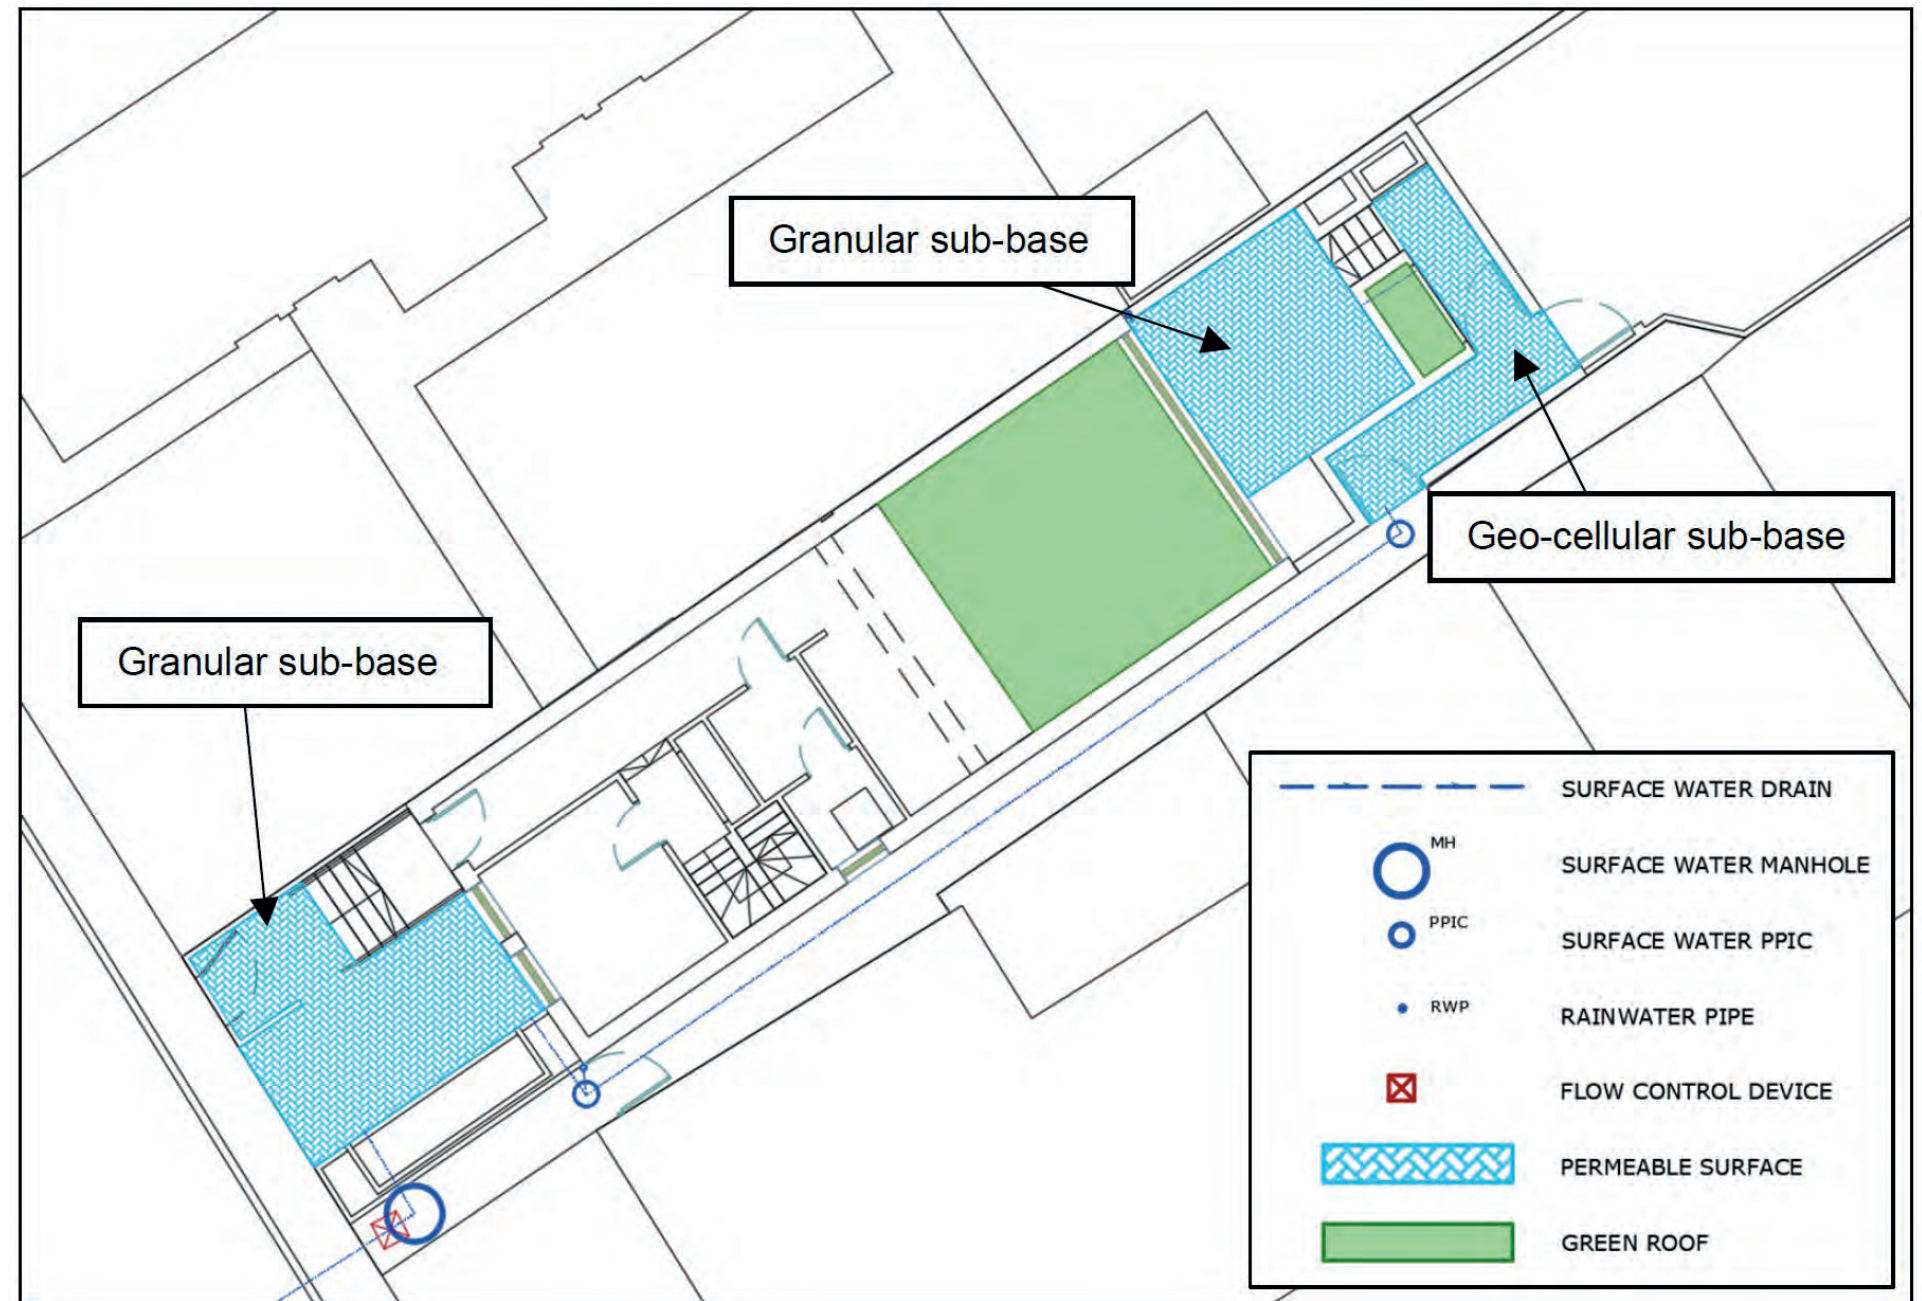 Granular sub-base
Geo-cellular sub-base
Granular sub-base
SURFACE WATER DRAIN
MH
SURFACE WATER MANHOLE
PPIC
SURFACE WATER PPIC
RWP
RAINWATER PIPE
FLOW CONTROL DEVICE
PERMEABLE SURFACE
GREEN ROOF